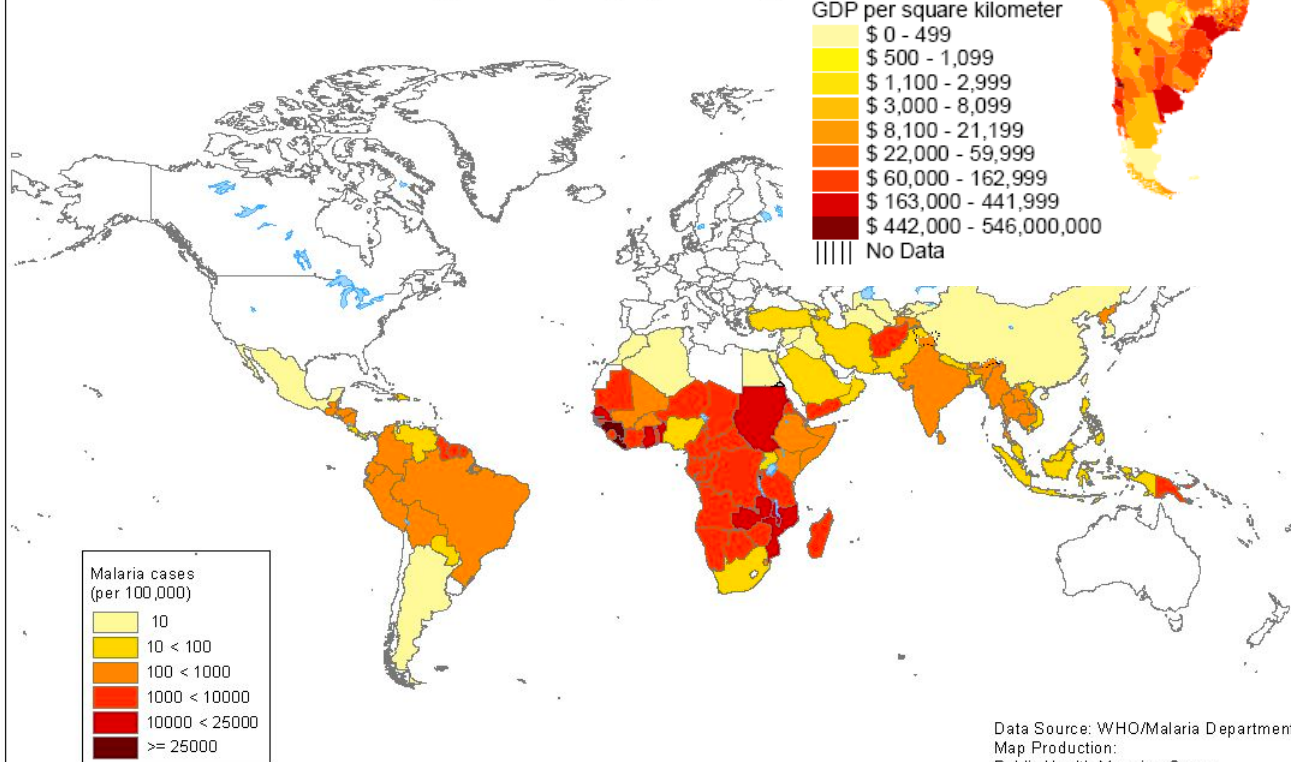 GDP per square kilometer
$ 0 - 499
$ 500 - 1,099
$ 1,100 - 2,999
$ 3,000 - 8,099
$ 8,100 - 21,199
$ 22,000 - 59,999
$ 60,000 - 162,999
$ 163,000 - 441,999
$ 442,000 - 546,000,000
No Data
Malaria cases
(per 100,000)
10
10 < 100
100 < 1000
1000 < 10000
10000 < 25000
>= 25000
Data Source: WHO/Malaria Department
Map Production: